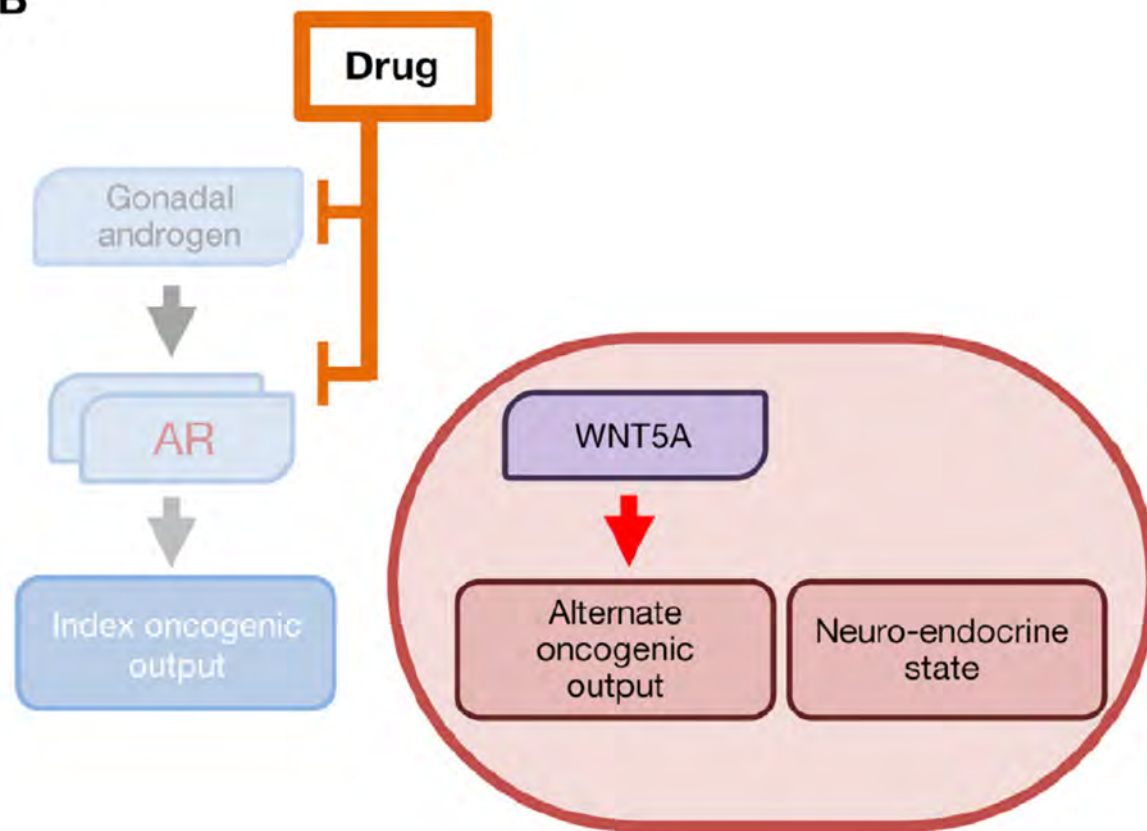 B
Drug
Gonadal
androgen
AR
WNT5A
Index oncogenic
output
Alternate
oncogenic
output
Neuro-endocrine
state